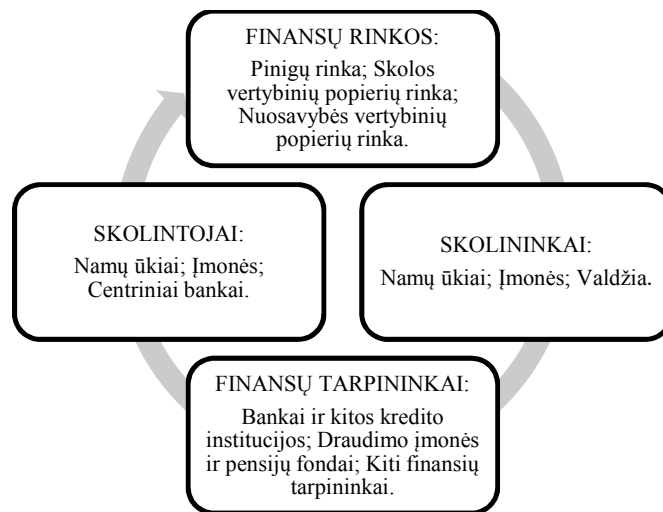 FINANSŲ RINKOS:
Pinigų rinka; Skolos
vertybinių popierių rinka;
Nuosavybės vertybinių
popierių rinka.
SKOLINTOJAI:
Namų ūkiai; Įmonės;
Centriniai bankai.
SKOLININKAI:
Namų ūkiai; Įmonės; Valdžia.
FINANSŲ TARPININKAI:
Bankai ir kitos kredito
institucijos; Draudimo įmonės
ir pensijų fondai; Kiti finansių
tarpininkai.